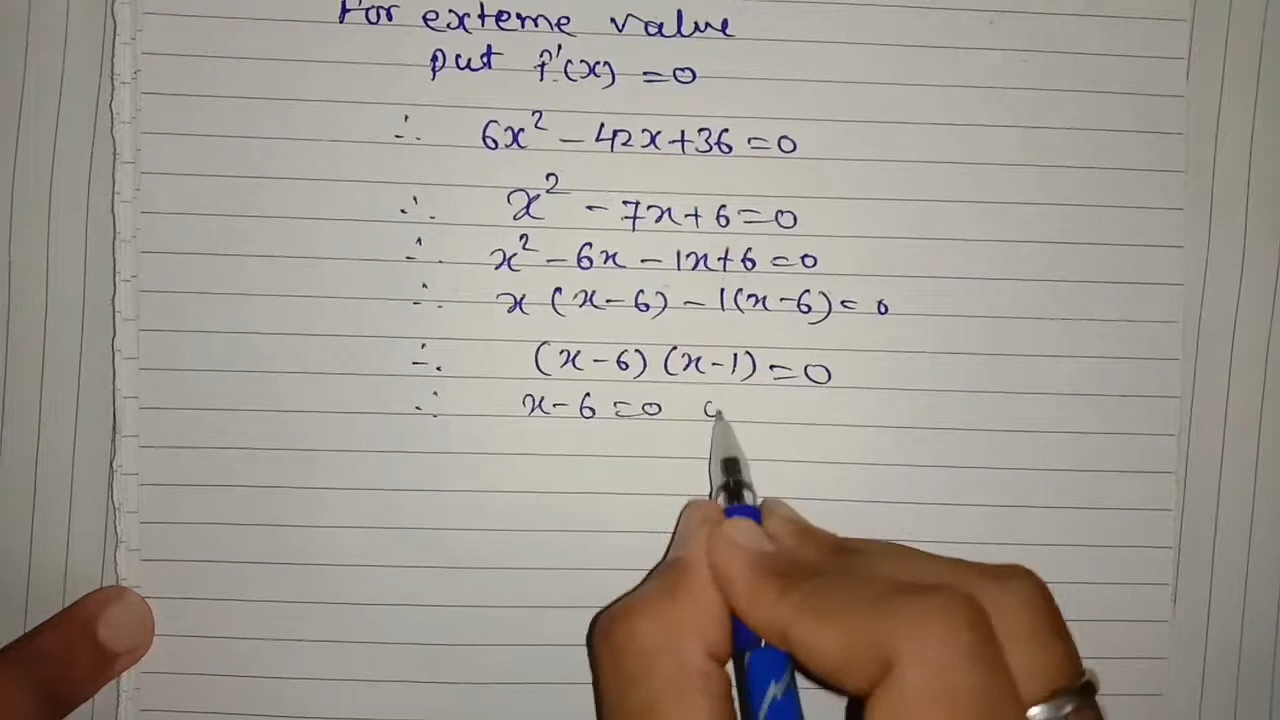 For exteme value
put f'(x) = 0
∴ 6x² - 42x + 36 = 0
∴ x² - 7x + 6 = 0
∴ x² - 6x - 1x + 6 = 0
∴ x (x - 6) - 1(x - 6) = 0
∴ (x - 6) (x - 1) = 0
∴ x - 6 = 0